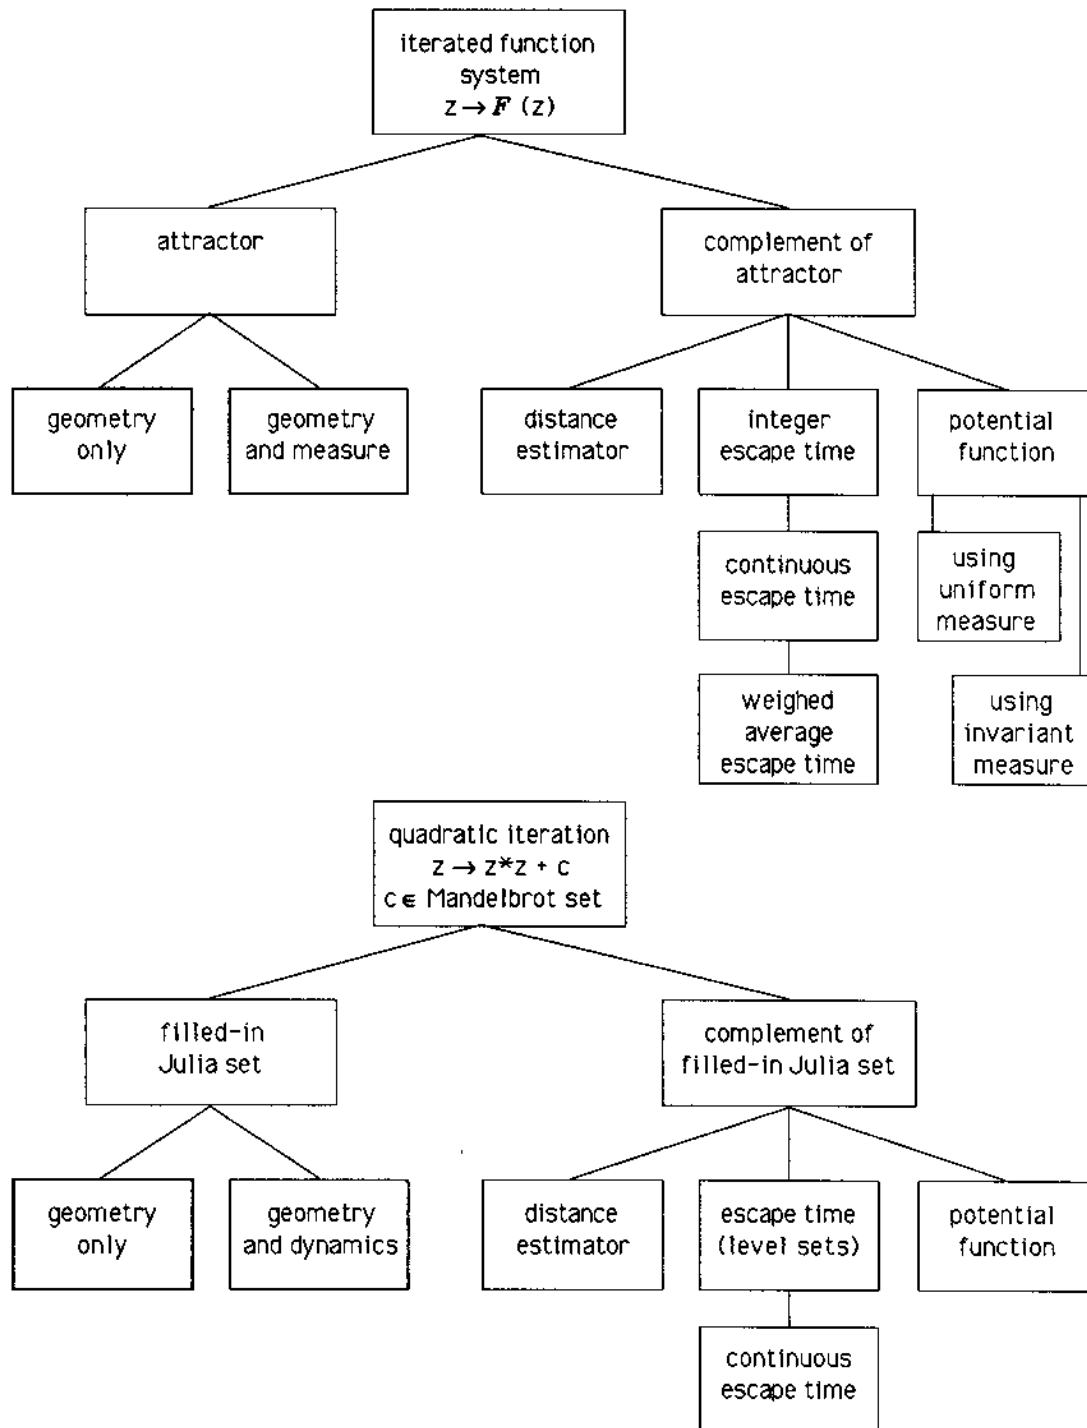 iterated function
system
z → F (z)
attractor
complement of
attractor
geometry
only
geometry
and measure
distance
estimator
integer
escape time
potential
function
continuous
escape time
using
uniform
measure
weighed
average
escape time
using
invariant
measure
quadratic iteration
z → z*z + c
c ∈ Mandelbrot set
filled-in
Julia set
complement of
filled-in Julia set
geometry
only
geometry
and dynamics
distance
estimator
escape time
(level sets)
potential
function
continuous
escape time